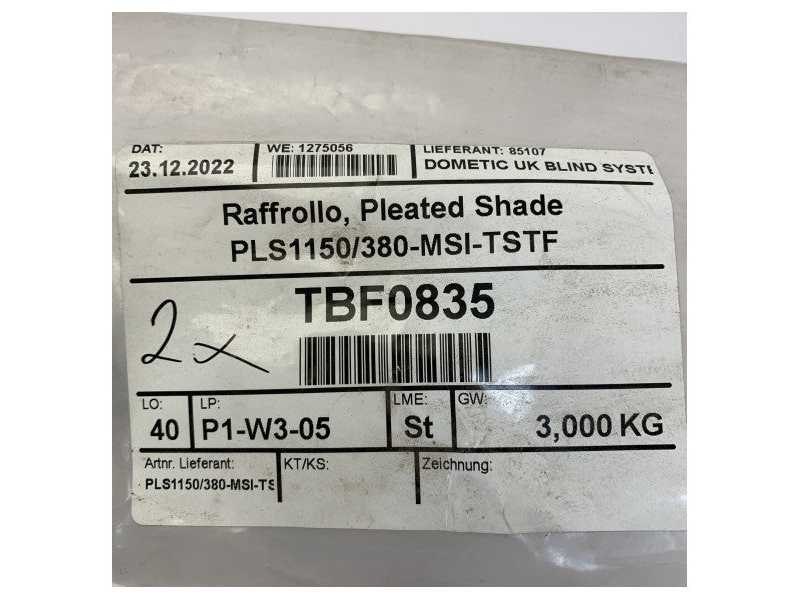 DAT: WE: 1275056 LIEFERANT: 85107
23.12.2022 DOMETIC UK BLIND SYSTE
Raffrollo, Pleated Shade
PLS1150/380-MSI-TSTF
TBF0835
2x
LO: LP: LME: GW:
40 P1-W3-05 St 3,000 KG
Artnr. Lieferant: KT/KS: Zeichnung:
PLS1150/380-MSI-TS